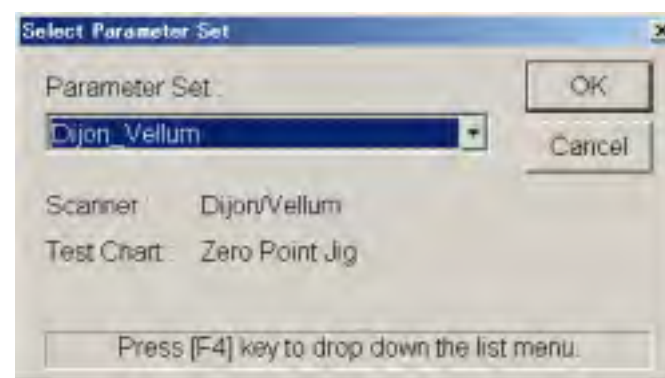 Select Parameter Set
Parameter Set :
OK
Dijon_Vellum
Cancel
Scanner Dijon/Vellum
Test Chart Zero Point Jig
Press [F4] key to drop down the list menu.